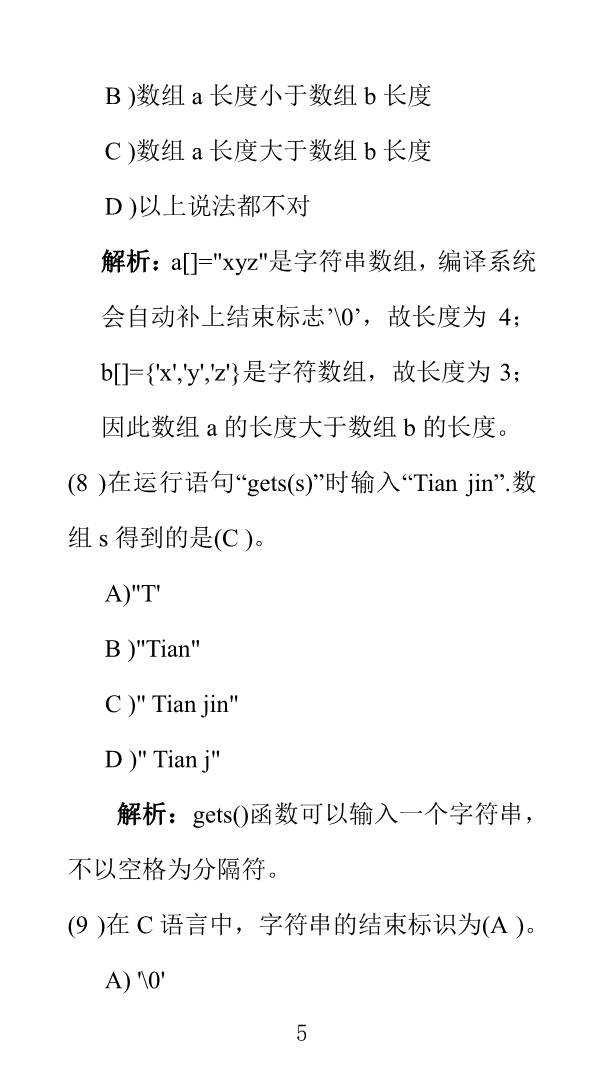 B )数组 a 长度小于数组 b 长度
C )数组 a 长度大于数组 b 长度
D )以上说法都不对
解析：a[]="xyz"是字符串数组，编译系统
会自动补上结束标志’\0’，故长度为 4；
b[]={'x','y','z'}是字符数组，故长度为 3；
因此数组 a 的长度大于数组 b 的长度。
(8 )在运行语句“gets(s)”时输入“Tian jin”.数
组 s 得到的是(C )。
A)"T'
B )"Tian"
C )" Tian jin"
D )" Tian j"
解析：gets()函数可以输入一个字符串，
不以空格为分隔符。
(9 )在 C 语言中，字符串的结束标识为(A )。
A) '\0'
5